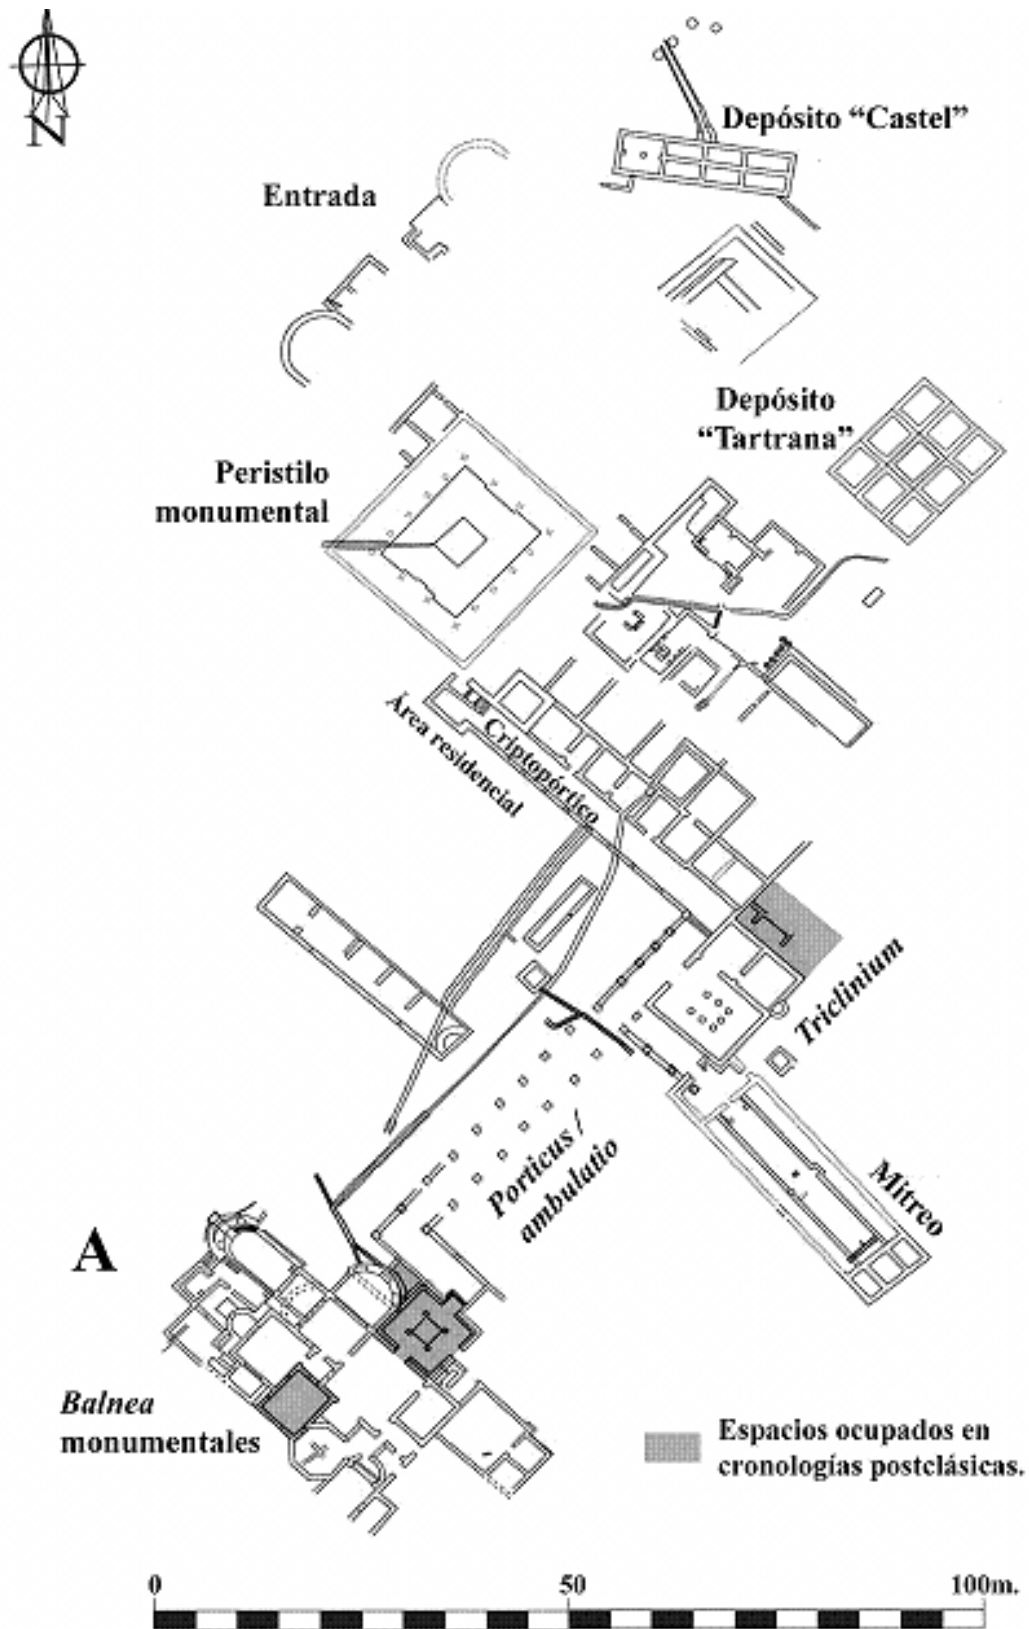 N
Depósito “Castel”
Entrada
Depósito
“Tartrana”
Peristilo
monumental
Criptopórtico
Área residencial
Triclinium
Porticus /
ambulatio
Mitreo
A
Balnea
monumentales
Espacios ocupados en
cronologías postclásicas.
0 50 100m.